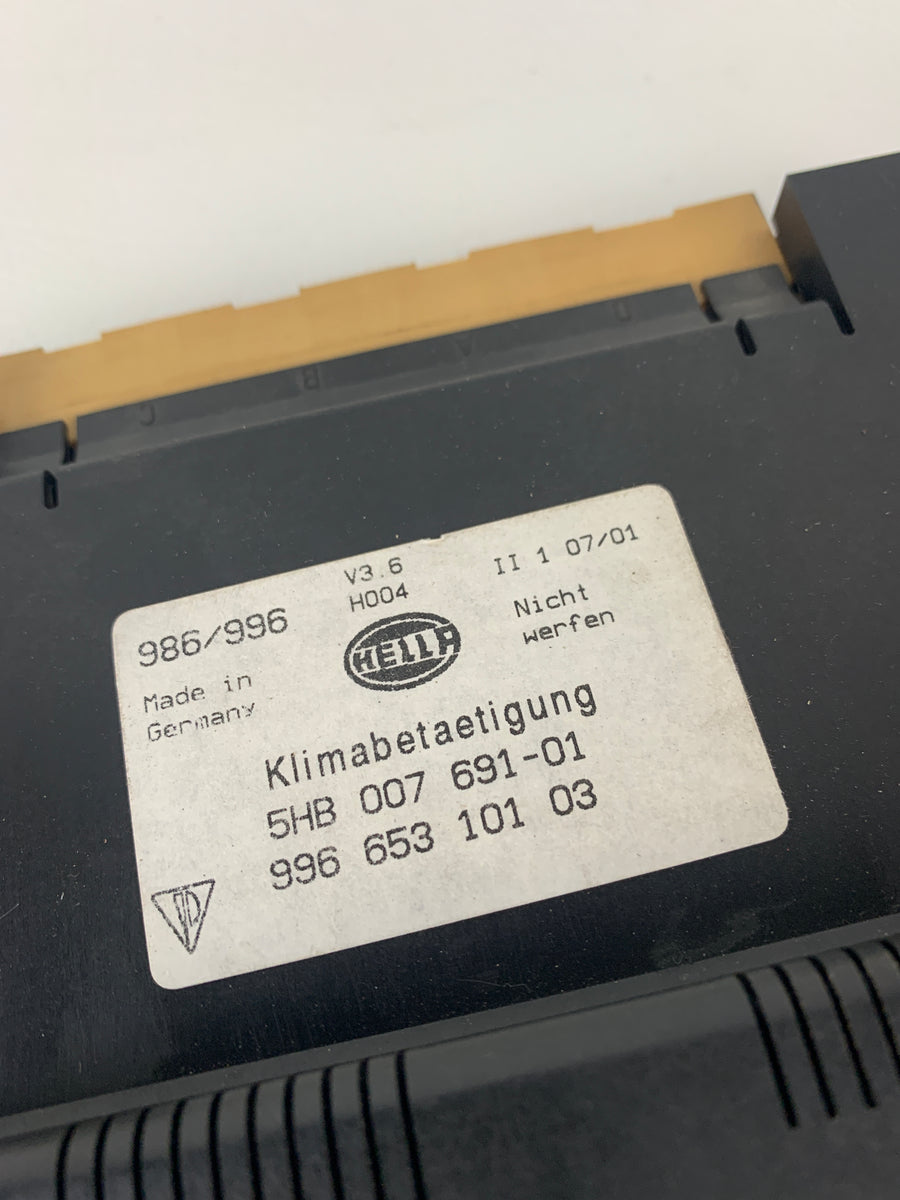 C B A D
V3.6
H004
II 1 07/01
986/996
HELLA
Nicht
werfen
Made in
Germany
Klimabetaetigung
5HB 007 691-01
996 653 101 03